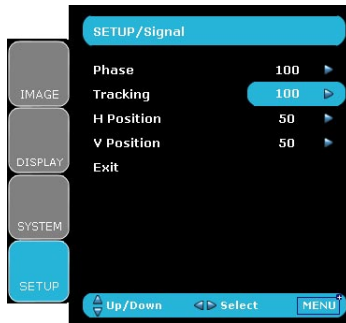 SETUP/Signal
Phase 100
Tracking 100
H Position 50
V Position 50
Exit
IMAGE
DISPLAY
SYSTEM
SETUP
Up/Down Select MENU